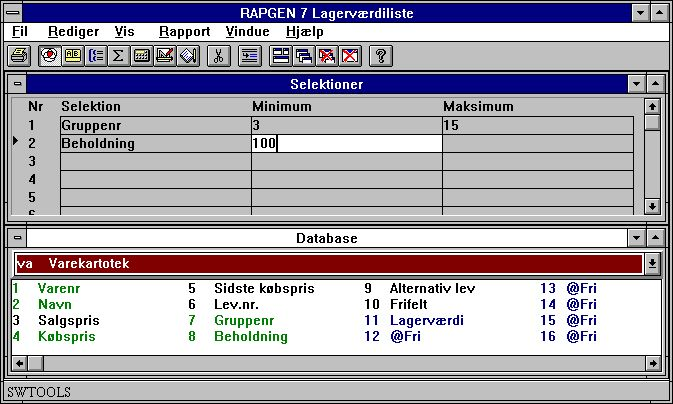 RAPGEN 7 Lagerværdiliste
Fil Rediger Vis Rapport Vindue Hjælp
Selektioner
Nr Selektion Minimum Maksimum
1 Gruppenr 3 15
2 Beholdning 100
3
4
5
6
Database
va Varekartotek
1 Varenr 5 Sidste købspris 9 Alternativ lev 13 @Fri
2 Navn 6 Lev.nr. 10 Frifelt 14 @Fri
3 Salgspris 7 Gruppenr 11 Lagerværdi 15 @Fri
4 Købspris 8 Beholdning 12 @Fri 16 @Fri
SWTOOLS